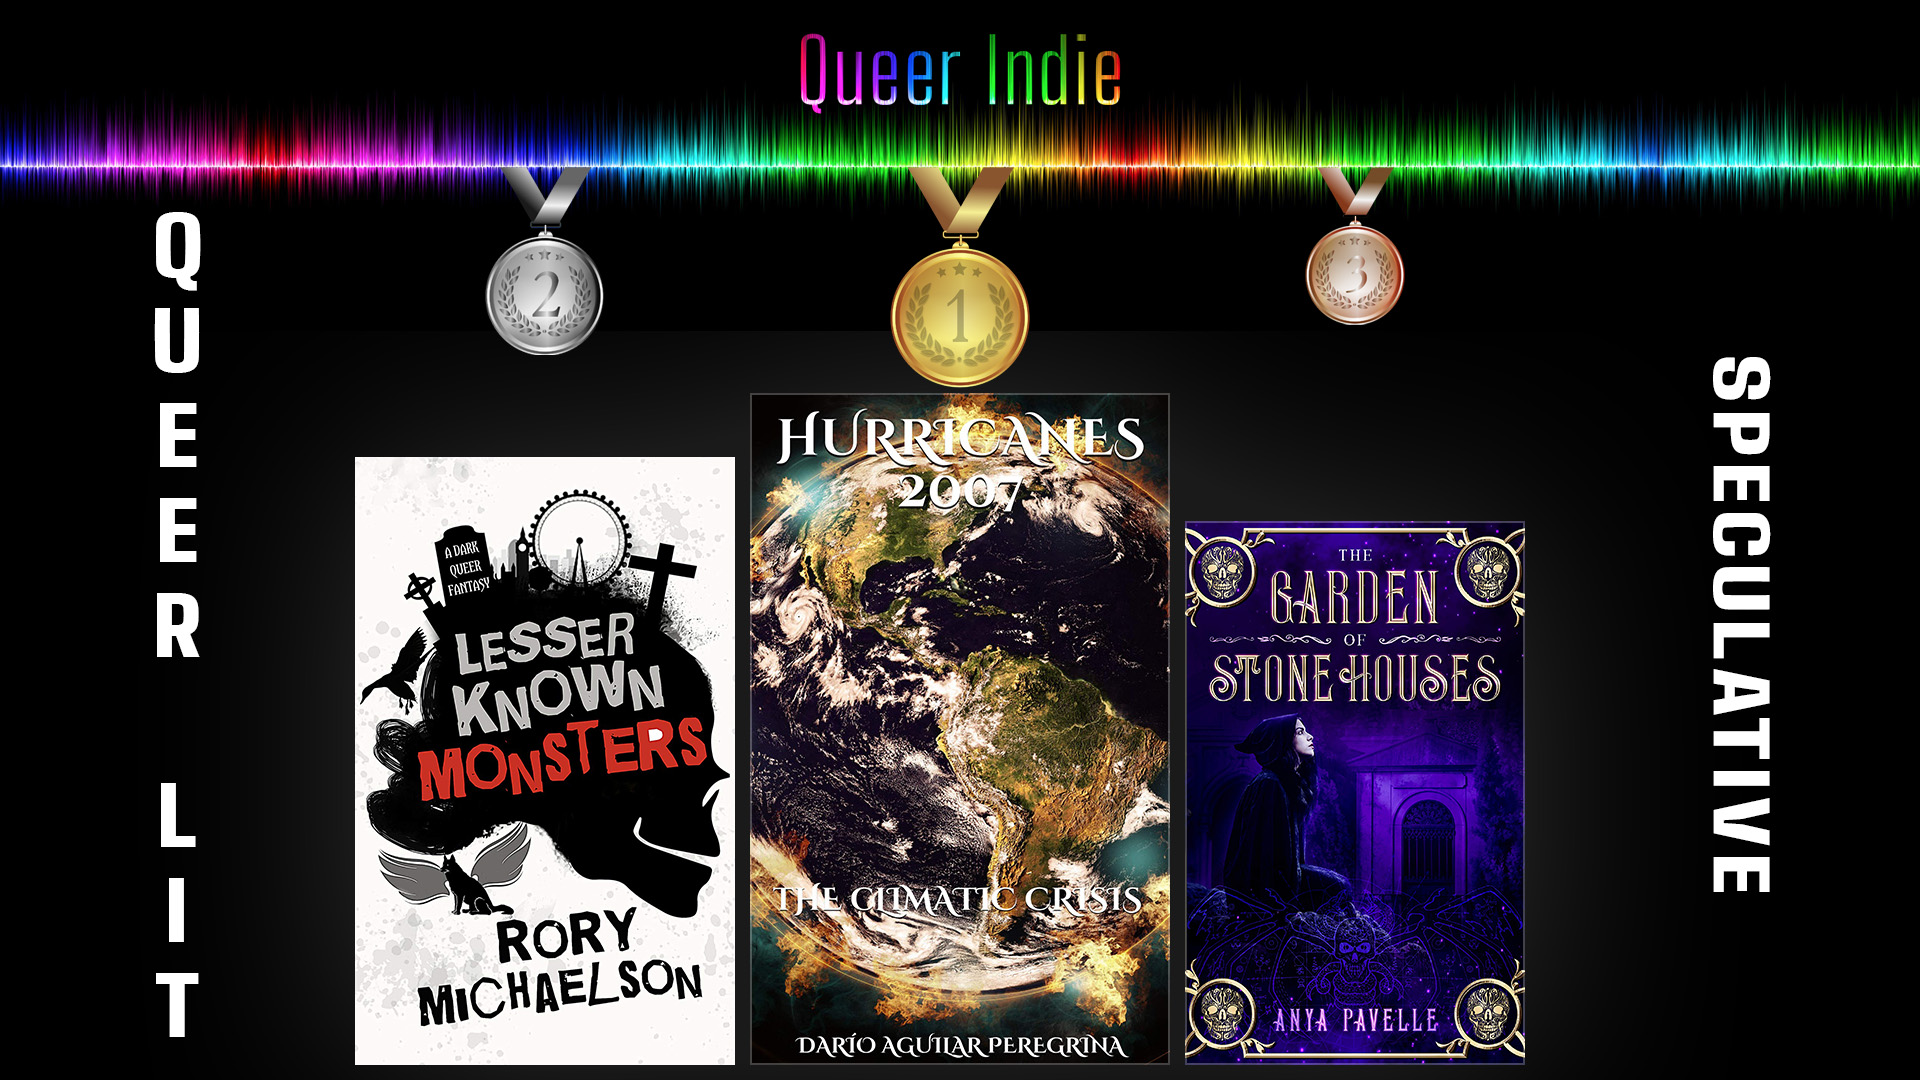 Queer Indie
QUEER LIT
2
1
3
SPECULATIVE
A DARK
QUEER
FANTASY
LESSER
KNOWN
MONSTERS
RORY
MICHAELSON
HURRICANES
2007
THE CLIMATIC CRISIS
DARÍO AGUILAR PEREGRINA
THE
GARDEN
OF
STONE HOUSES
ANYA PAVELLE